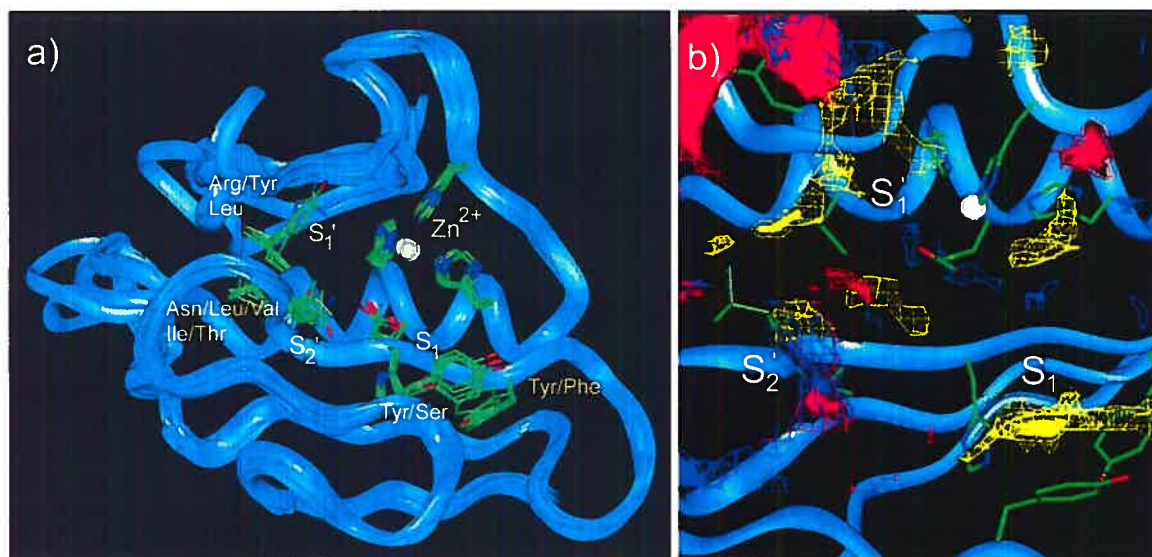 a)
Arg/Tyr
Leu
S₁'
Zn²⁺
Asn/Leu/Val
Ile/Thr
S₂'
S₁
Tyr/Ser
Tyr/Phe
b)
S₁'
S₂'
S₁